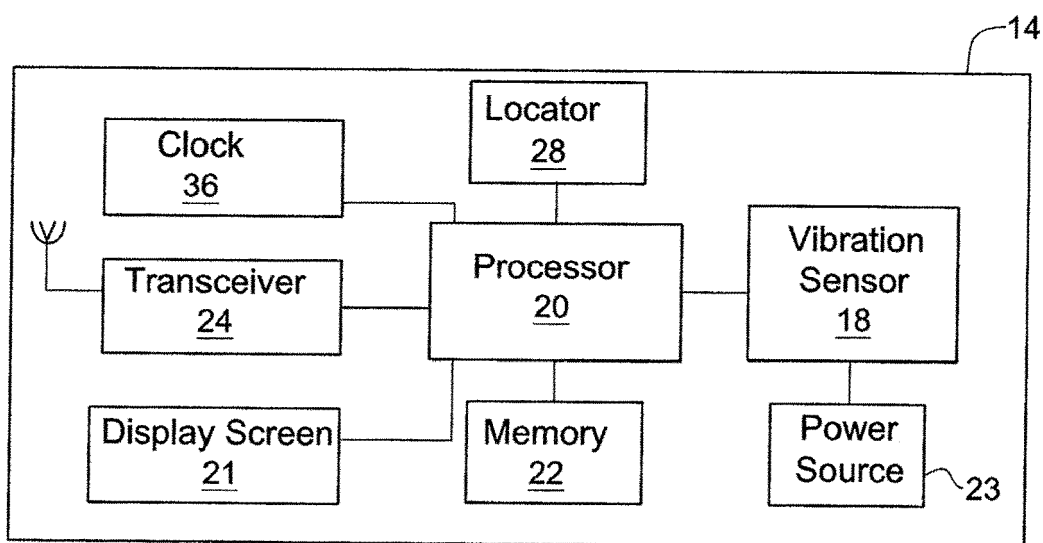 14
Locator
28
Clock
36
Processor
20
Vibration
Sensor
18
Transceiver
24
Display Screen
21
Memory
22
Power
Source
23